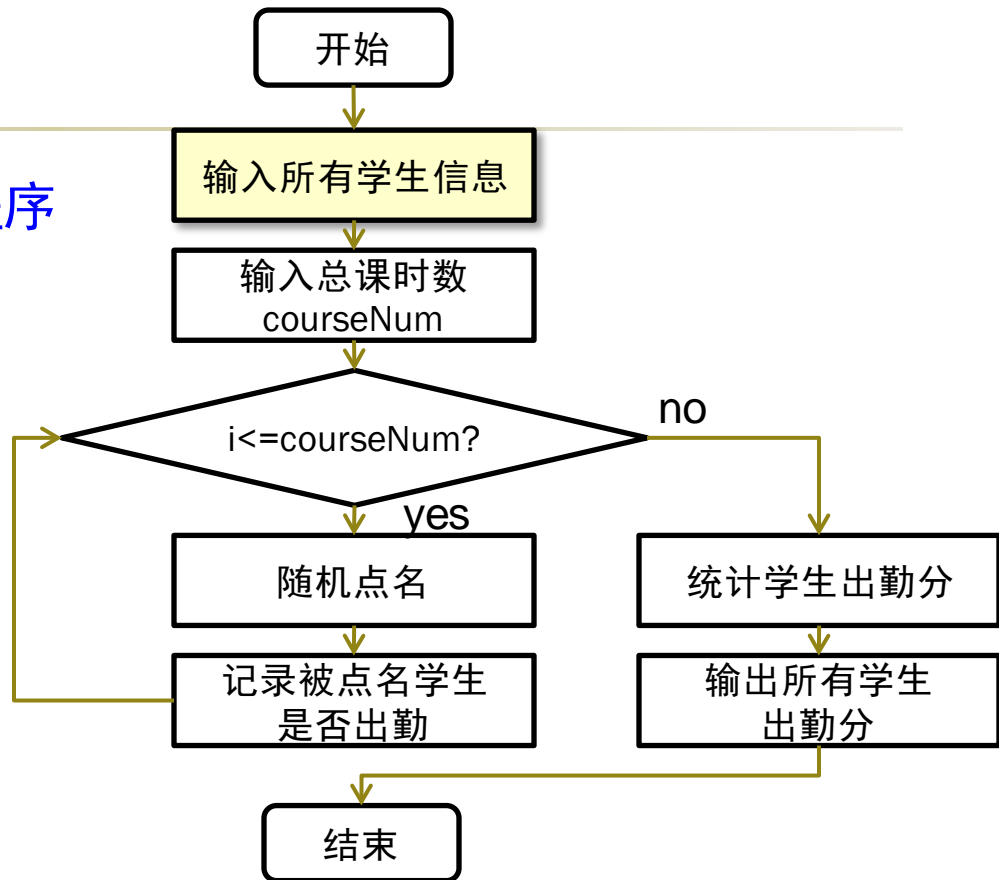 开始
输入所有学生信息
序
输入总课时数
courseNum
i<=courseNum?
no
yes
随机点名
统计学生出勤分
记录被点名学生
是否出勤
输出所有学生
出勤分
结束